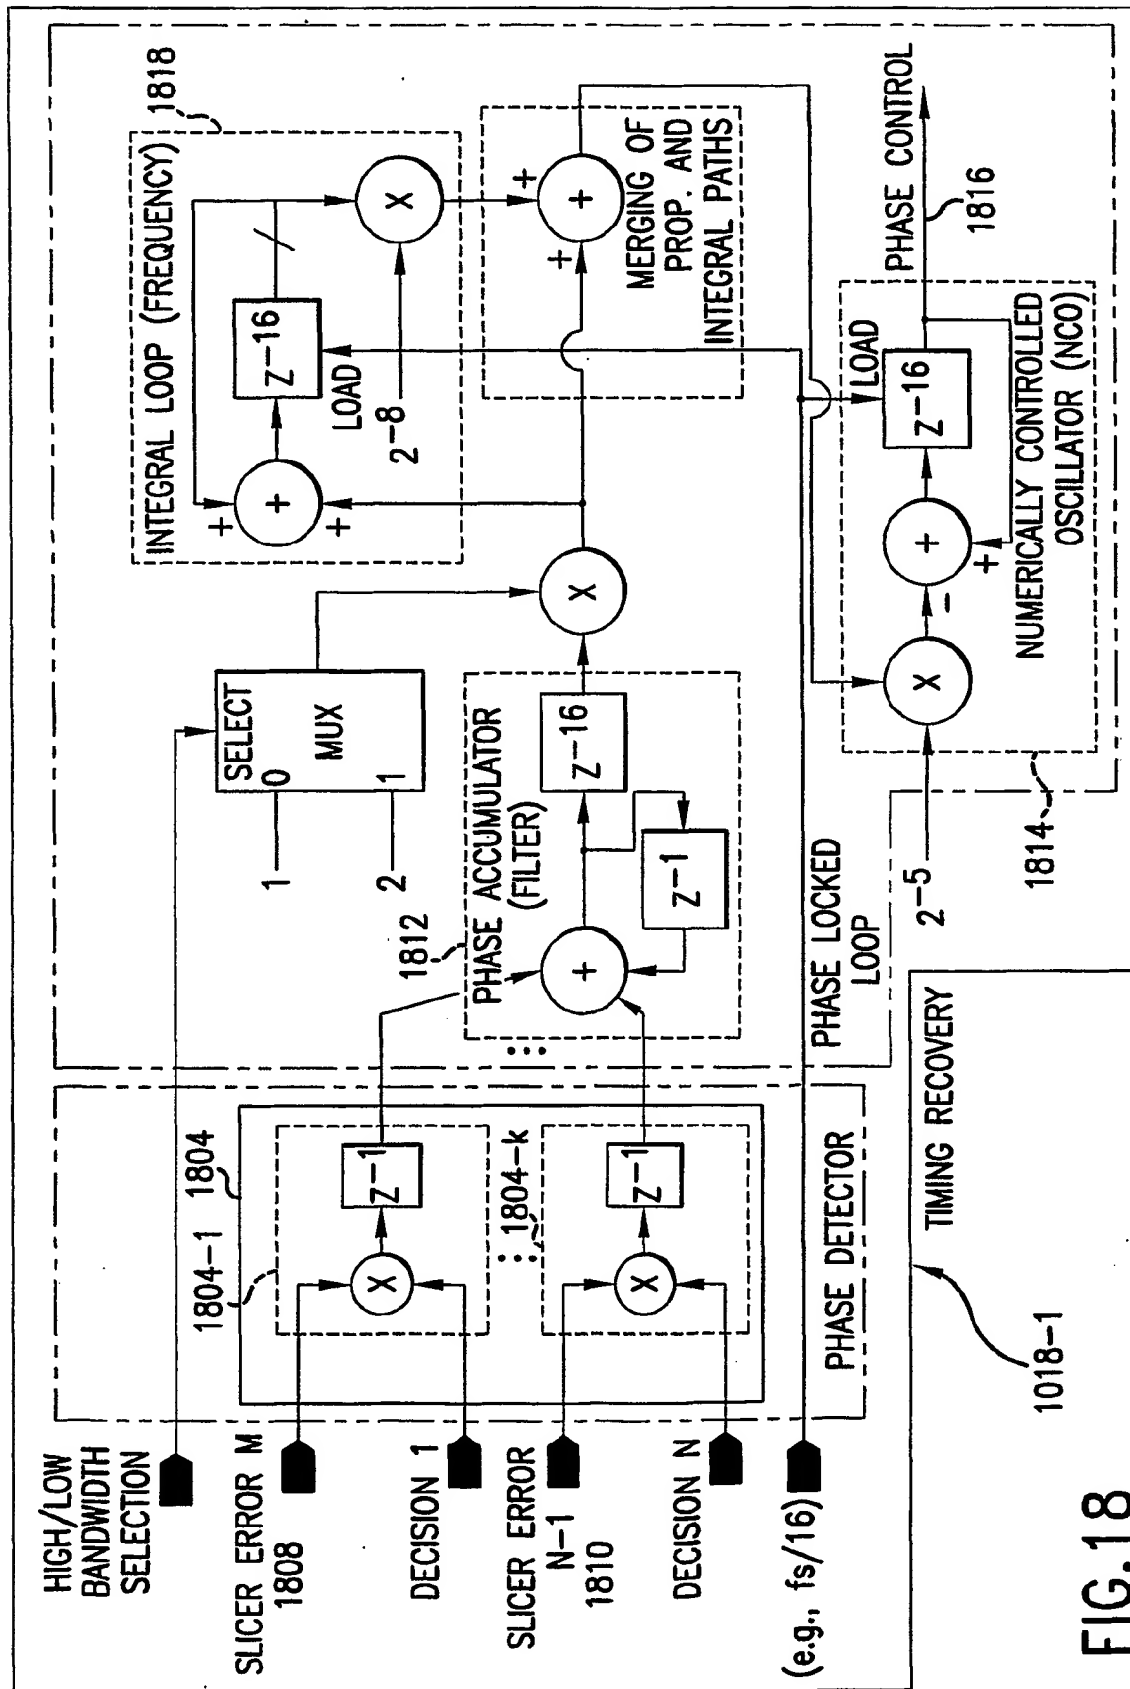 HIGH/LOW
BANDWIDTH
SELECTION
SLICER ERROR M
1808
DECISION 1
SLICER ERROR
N-1
1810
DECISION N
(e.g., fs/16)
1804
1804-1
X
Z-1
1804-k
X
Z-1
PHASE DETECTOR
SELECT
0
MUX
1
1
2
1812
PHASE ACCUMULATOR
(FILTER)
+
Z-16
Z-1
X
INTEGRAL LOOP (FREQUENCY)
1818
+
+
+
Z-16
LOAD
2-8
X
+
+
+
MERGING OF
PROP. AND
INTEGRAL PATHS
PHASE LOCKED
LOOP
2-5
1814
X
-
+
+
Z-16
LOAD
NUMERICALLY CONTROLLED
OSCILLATOR (NCO)
PHASE CONTROL
1816
TIMING RECOVERY
1018-1
FIG.18